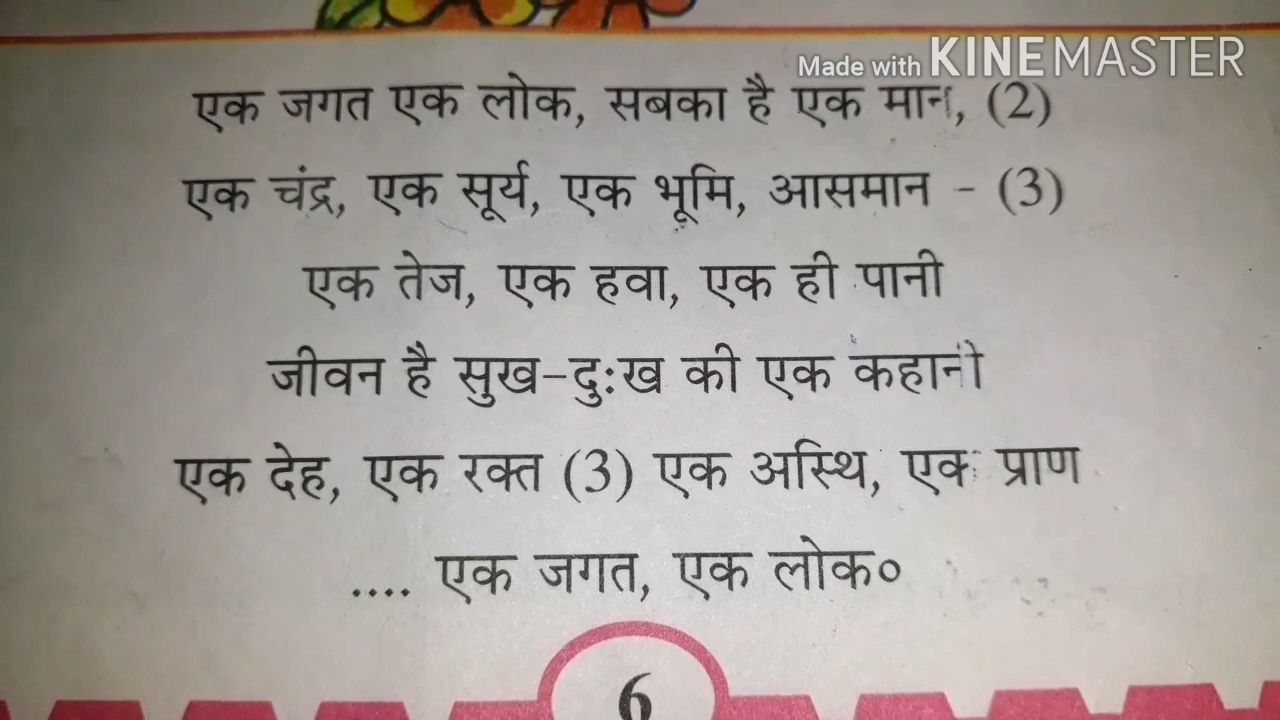 Made with KINEMASTER
एक जगत एक लोक, सबका है एक मान, (2)
एक चंद्र, एक सूर्य, एक भूमि, आसमान - (3)
एक तेज, एक हवा, एक ही पानी
जीवन है सुख-दुःख की एक कहानी
एक देह, एक रक्त (3) एक अस्थि, एक प्राण
.... एक जगत, एक लोक०
6